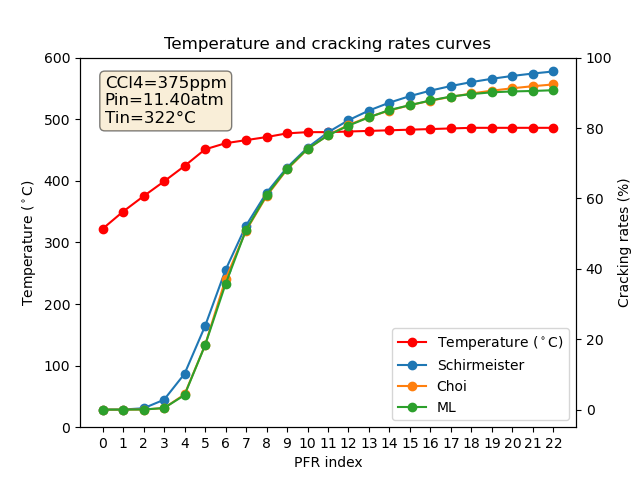 Temperature and cracking rates curves
CCl4=375ppm
Pin=11.40atm
Tin=322°C
600
500
400
300
200
100
0
Temperature (°C)
100
80
60
40
20
0
Cracking rates (%)
Temperature (°C)
Schirmeister
Choi
ML
0 1 2 3 4 5 6 7 8 9 10 11 12 13 14 15 16 17 18 19 20 21 22
PFR index